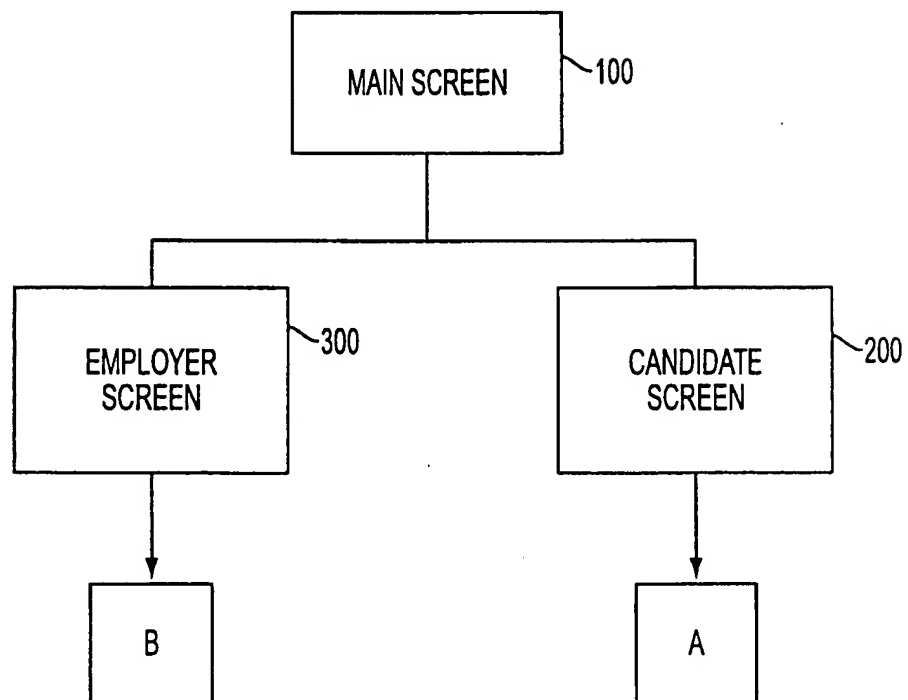 MAIN SCREEN
100
EMPLOYER
SCREEN
300
CANDIDATE
SCREEN
200
B
A